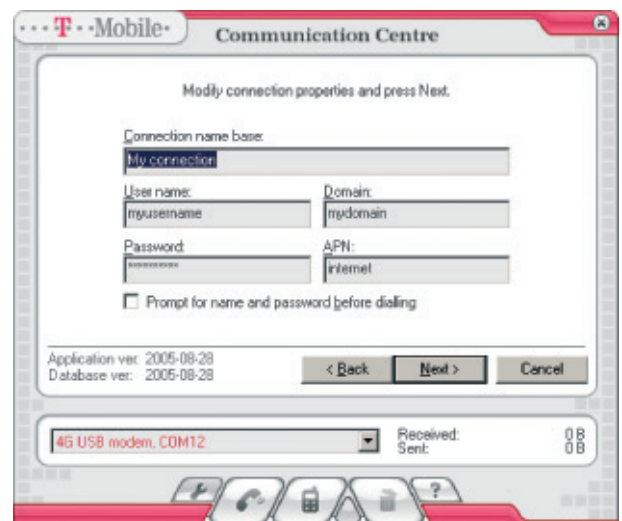 T · · Mobile ·
Communication Centre
Modify connection properties and press Next.
Connection name base:
My connection
User name:
Domain:
myusername
mydomain
Password:
APN:
**********
internet
Prompt for name and password before dialing
Application ver: 2005-08-28
Database ver: 2005-08-28
< Back
Next >
Cancel
4G USB modem, COM12
Received: 0 B
Sent: 0 B
?